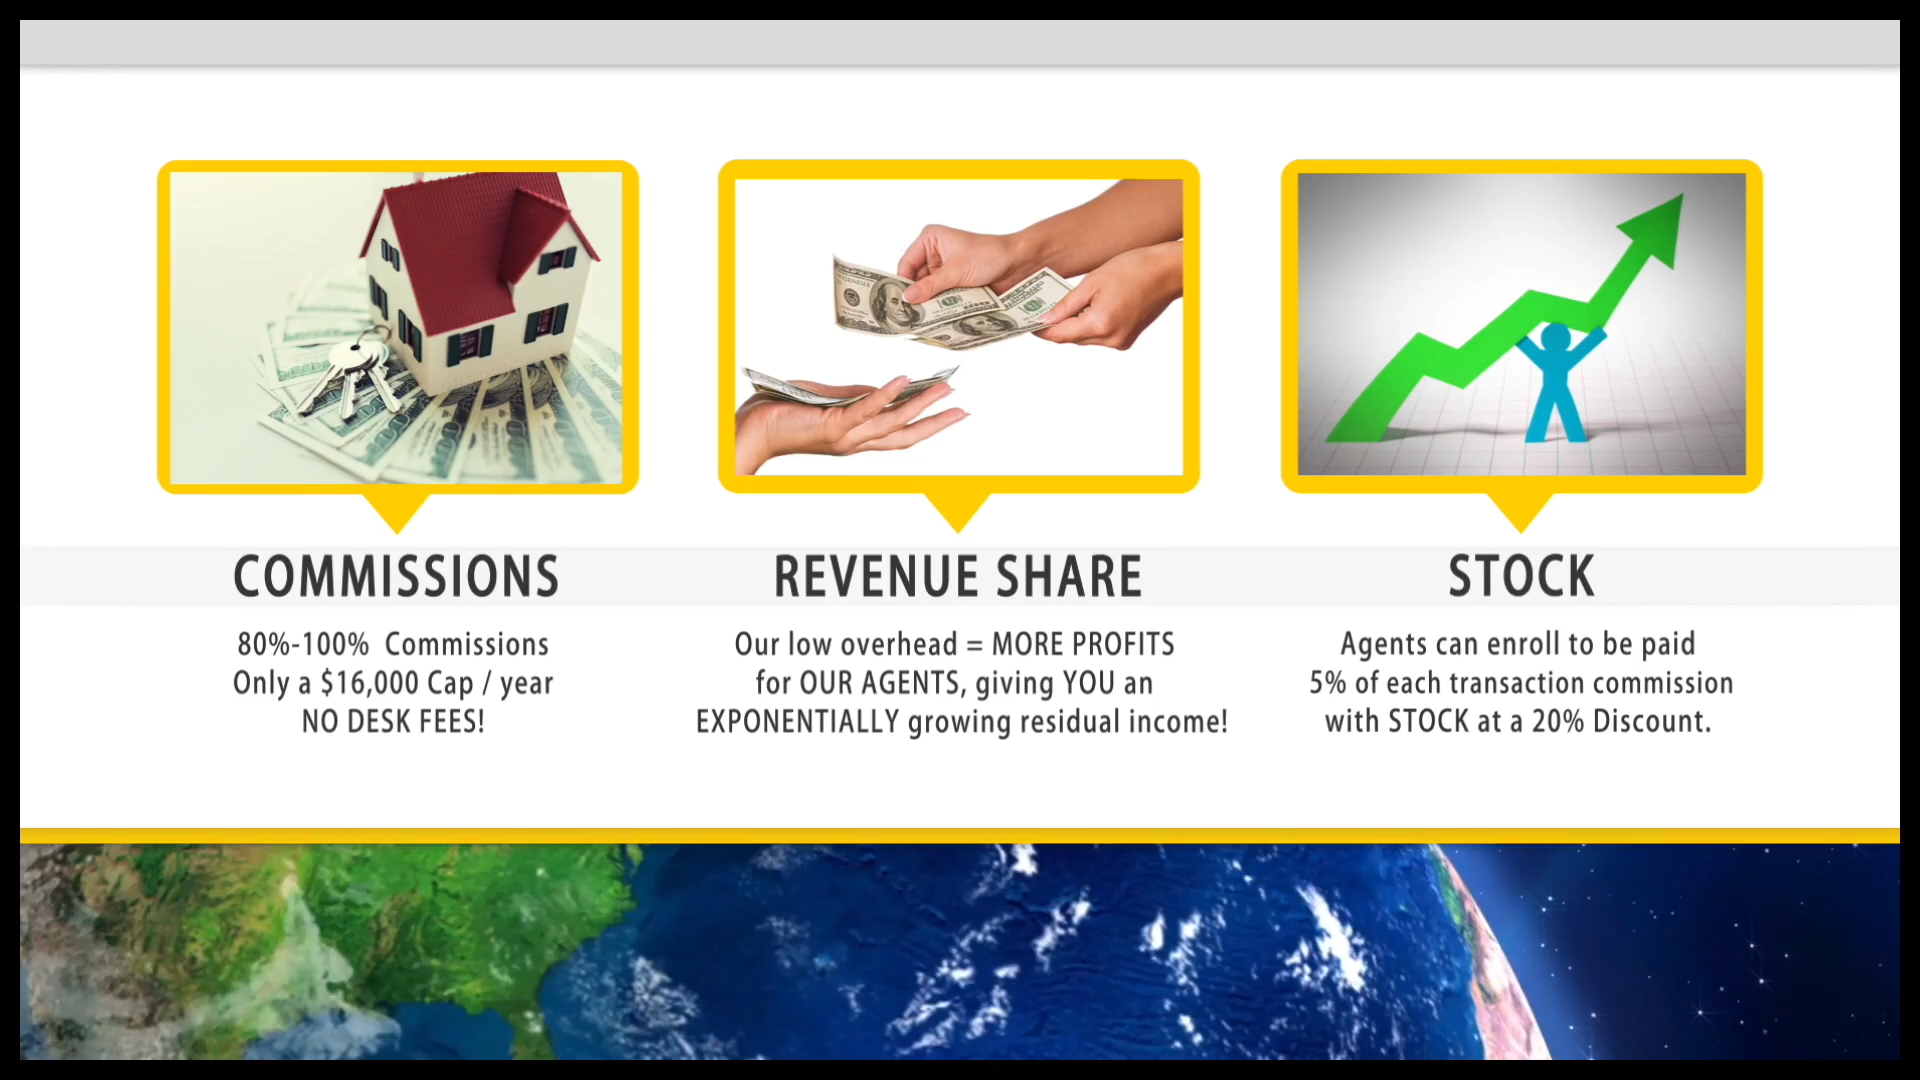 COMMISSIONS
80%-100% Commissions
Only a $16,000 Cap / year
NO DESK FEES!
REVENUE SHARE
Our low overhead = MORE PROFITS
for OUR AGENTS, giving YOU an
EXPONENTIALLY growing residual income!
STOCK
Agents can enroll to be paid
5% of each transaction commission
with STOCK at a 20% Discount.